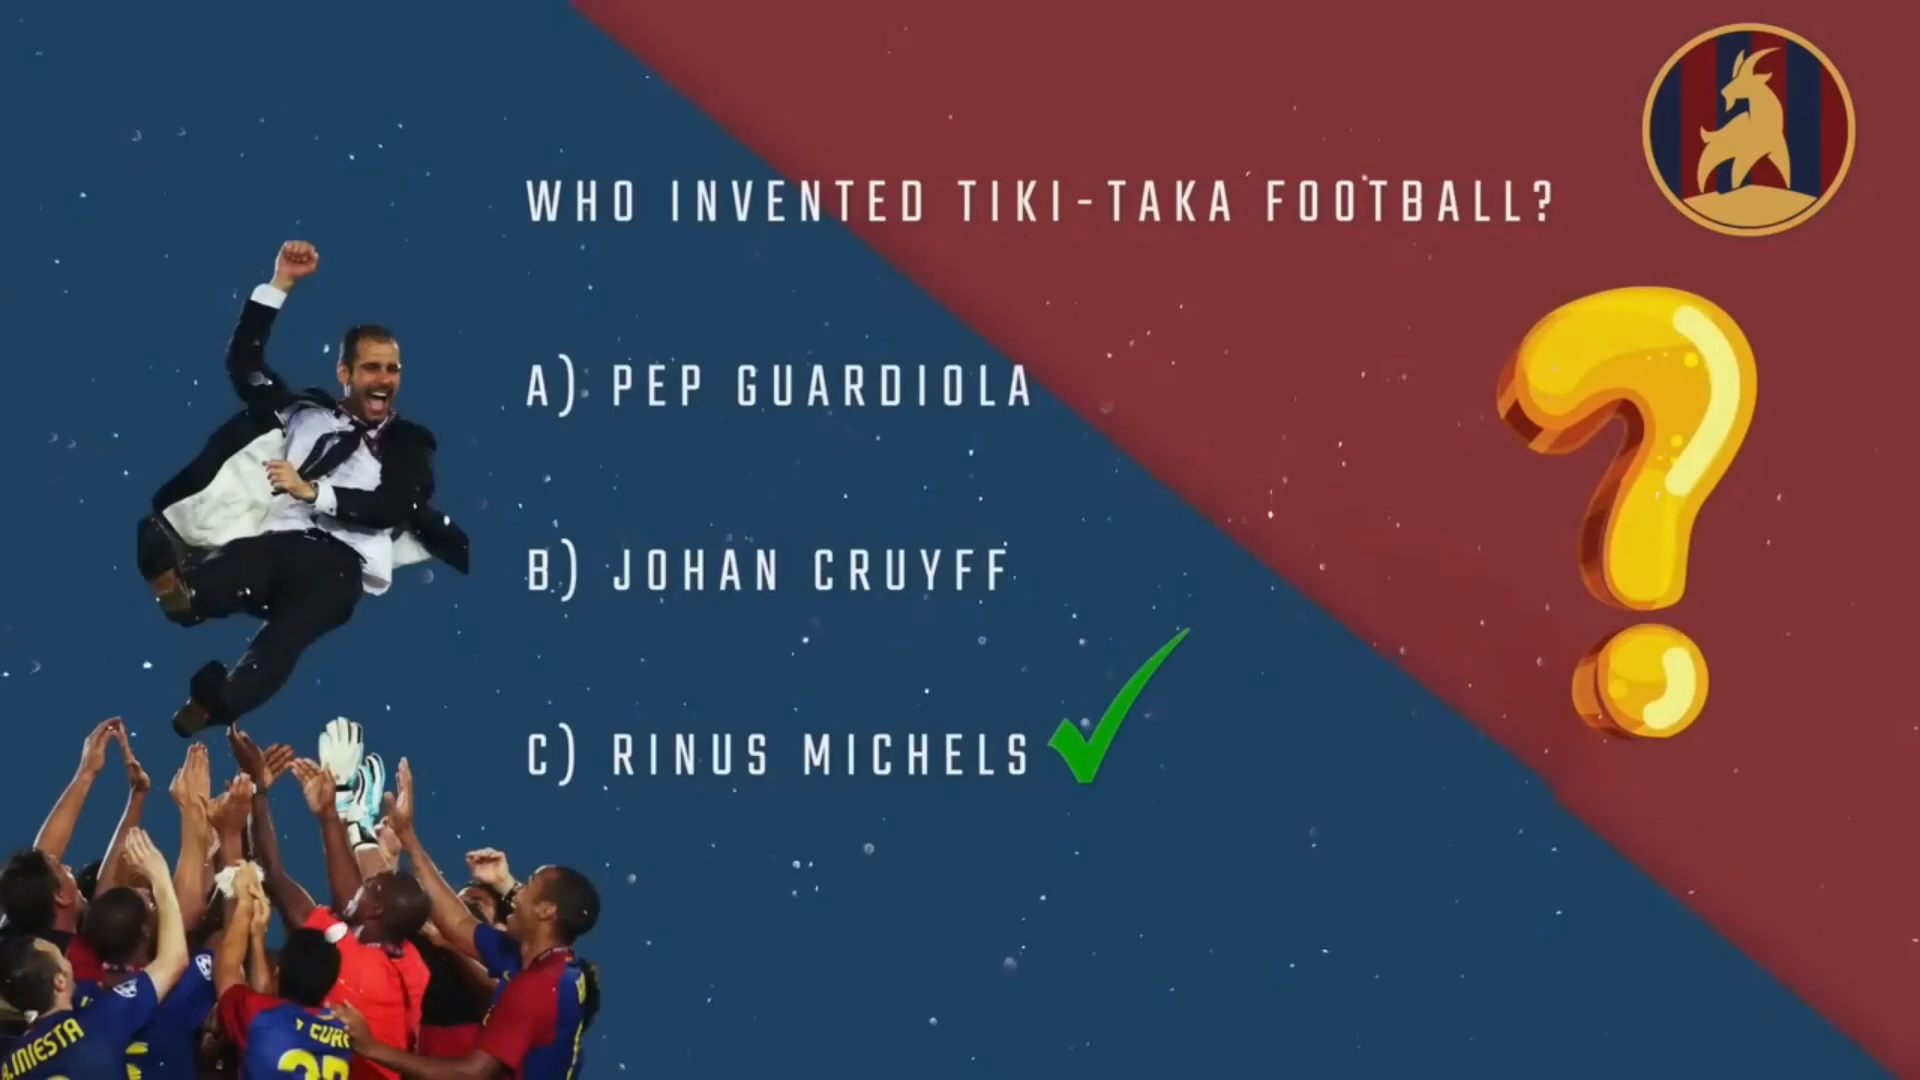 WHO INVENTED TIKI-TAKA FOOTBALL?
A) PEP GUARDIOLA
B) JOHAN CRUYFF
C) RINUS MICHELS
A.INIESTA